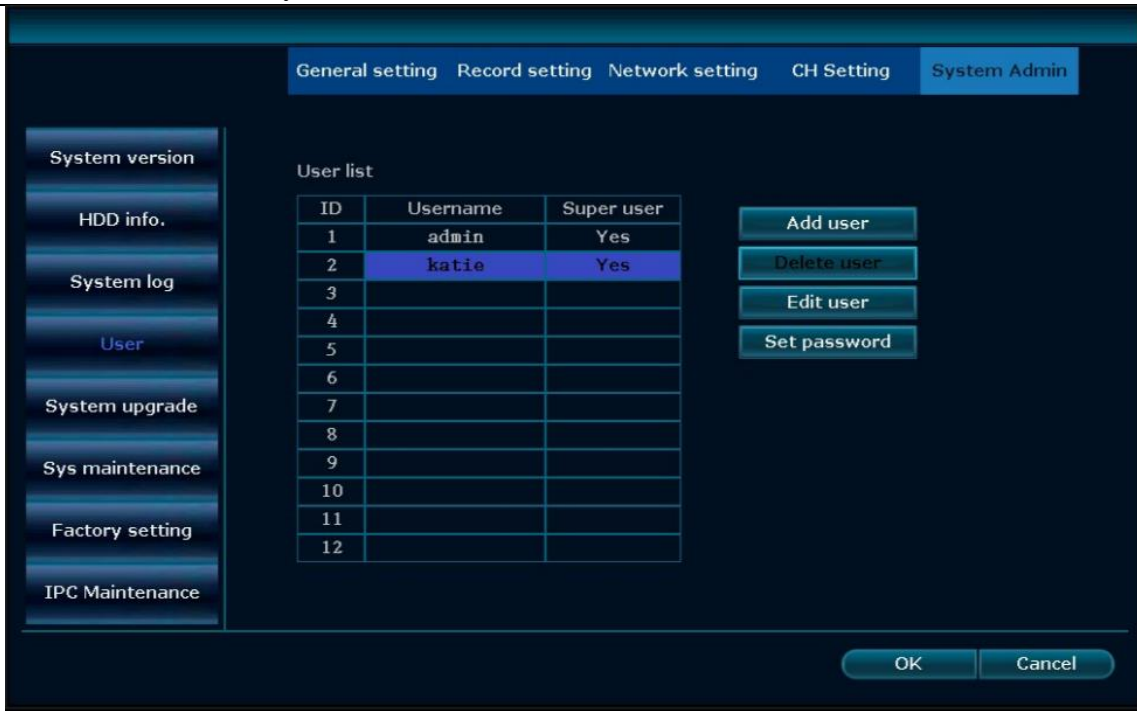 General setting Record setting Network setting CH Setting System Admin
System version
HDD info.
System log
User
System upgrade
Sys maintenance
Factory setting
IPC Maintenance
User list
ID Username Super user
1 admin Yes
2 katie Yes
3
4
5
6
7
8
9
10
11
12
Add user
Delete user
Edit user
Set password
OK Cancel